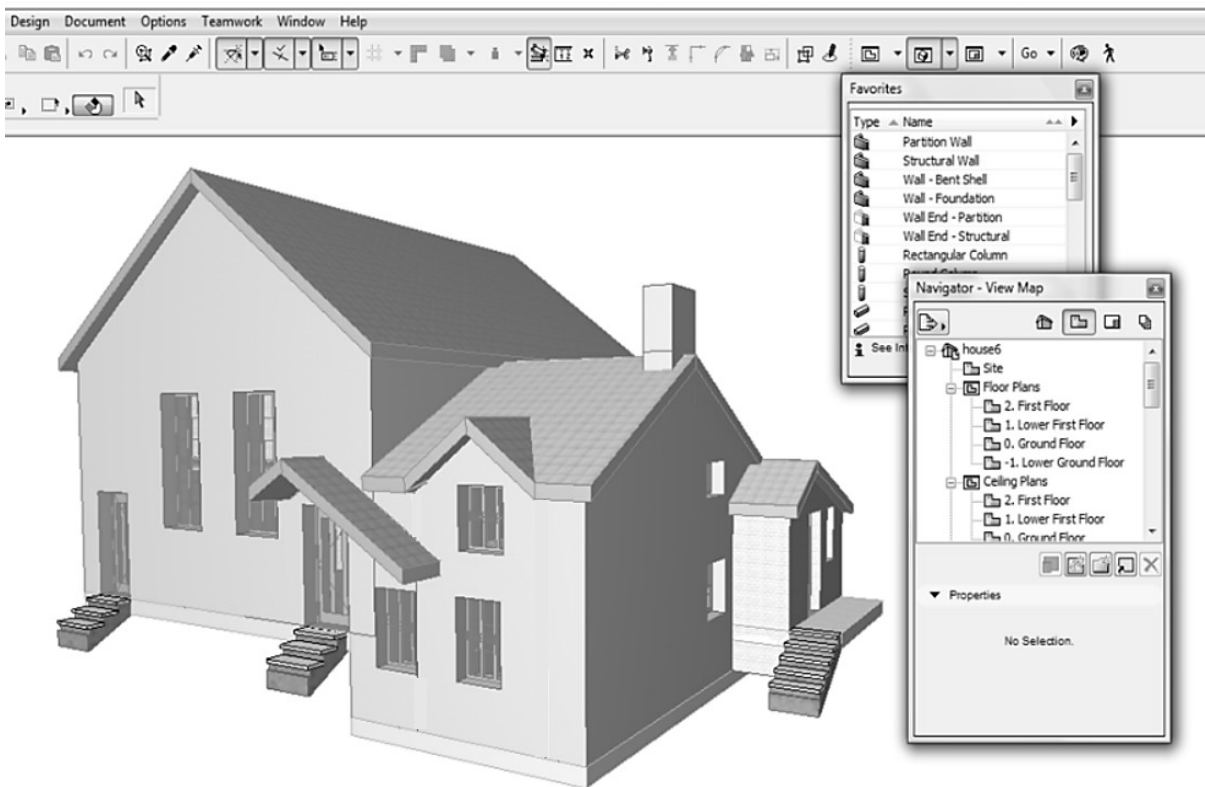 Design Document Options Teamwork Window Help
Go
Favorites
Type Name
Partition Wall
Structural Wall
Wall - Bent Shell
Wall - Foundation
Wall End - Partition
Wall End - Structural
Rectangular Column
See
Navigator - View Map
house6
Site
Floor Plans
2. First Floor
1. Lower First Floor
0. Ground Floor
-1. Lower Ground Floor
Ceiling Plans
2. First Floor
1. Lower First Floor
0. Ground Floor
Properties
No Selection.